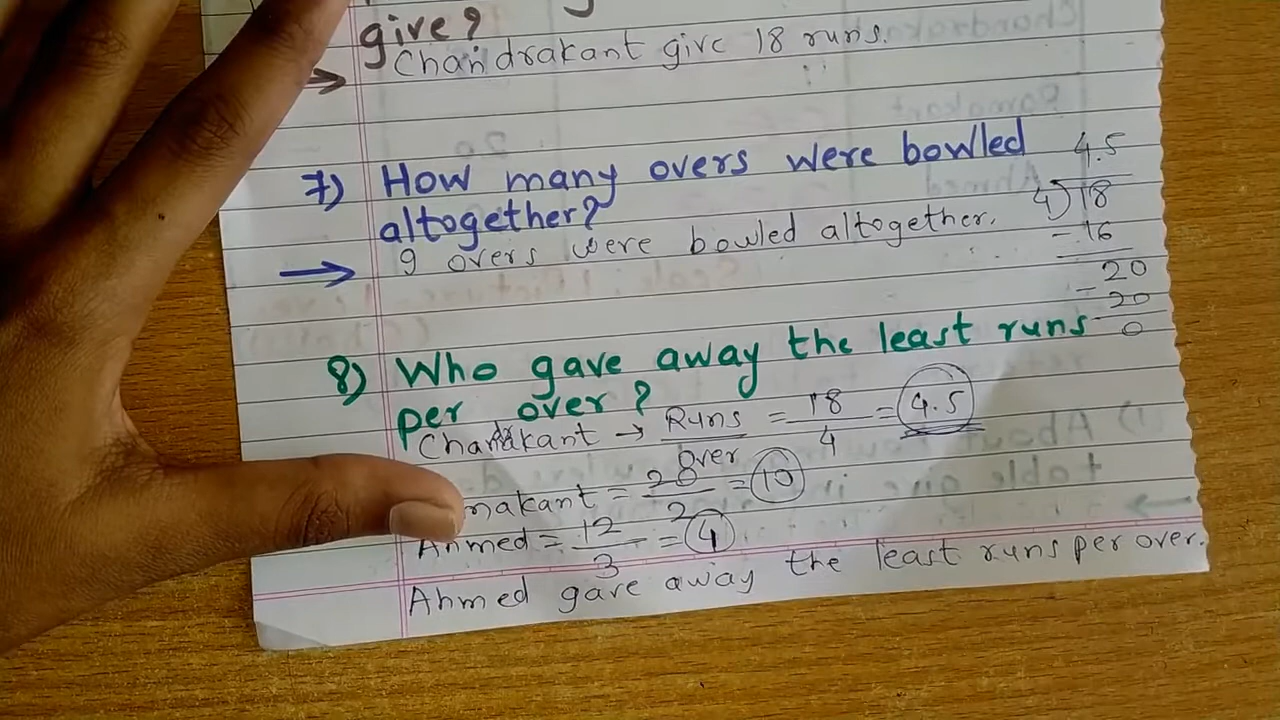 give?
Chandrakant give 18 runs.
7) How many overs were bowled
altogether?
9 overs were bowled altogether.
4.5
4)18
-16
-20
20
0
8) Who gave away the least runs
per over?
Chandrakant → Runs/over = 18/4 = 4.5
makant = 20/2 = 10
Ahmed = 12/3 = 4
Ahmed gave away the least runs per over.